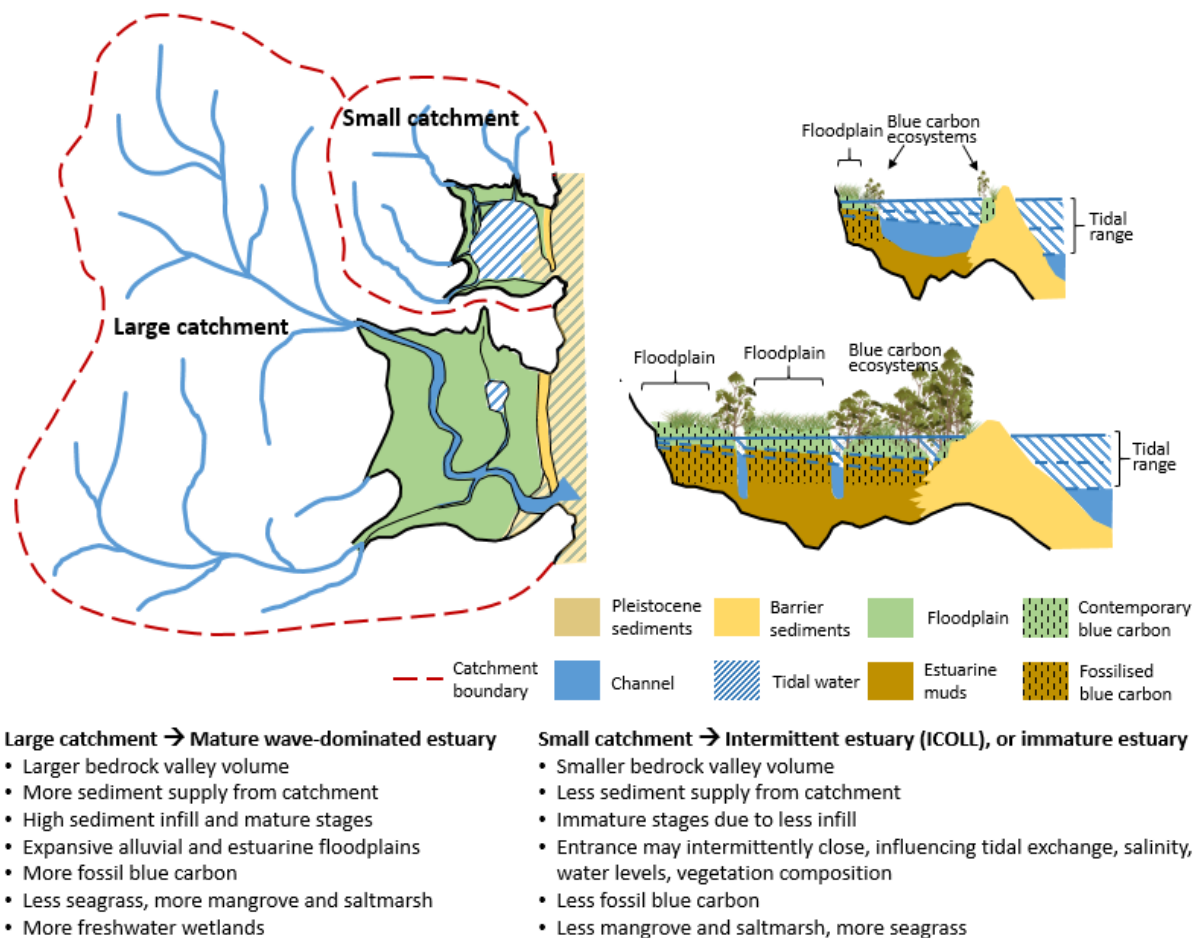 Small catchment
Large catchment
Floodplain
Blue carbon
ecosystems
Tidal
range
Floodplain
Floodplain
Blue carbon
ecosystems
Tidal
range
Pleistocene
sediments
Barrier
sediments
Floodplain
Contemporary
blue carbon
Catchment
boundary
Channel
Tidal water
Estuarine
muds
Fossilised
blue carbon
Large catchment → Mature wave-dominated estuary
• Larger bedrock valley volume
• More sediment supply from catchment
• High sediment infill and mature stages
• Expansive alluvial and estuarine floodplains
• More fossil blue carbon
• Less seagrass, more mangrove and saltmarsh
• More freshwater wetlands
Small catchment → Intermittent estuary (ICOLL), or immature estuary
• Smaller bedrock valley volume
• Less sediment supply from catchment
• Immature stages due to less infill
• Entrance may intermittently close, influencing tidal exchange, salinity,
water levels, vegetation composition
• Less fossil blue carbon
• Less mangrove and saltmarsh, more seagrass